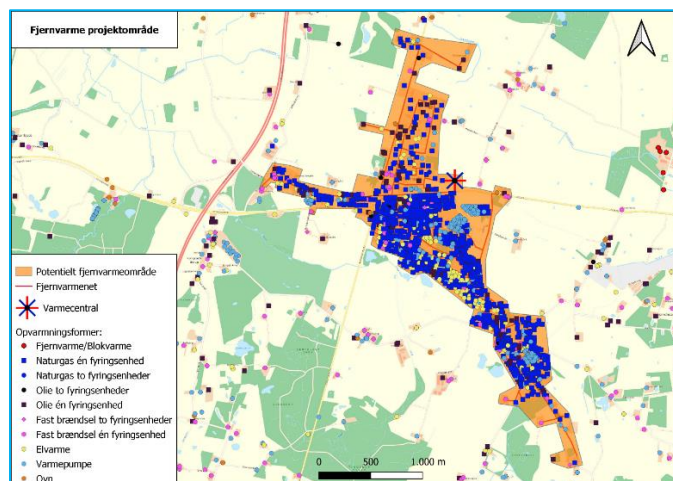 Fjernvarme projektområde
Potentielt fjernvarmeområde
Fjernvarmenet
Varmecentral
Opvarmningsformer:
Fjernvarme/Blokvarme
Naturgas én fyringsenhed
Naturgas to fyringsenheder
Olie to fyringsenheder
Olie én fyringsenhed
Fast brændsel to fyringsenheder
Fast brændsel én fyringsenhed
Elvarme
Varmepumpe
Ovn
0 500 1.000 m